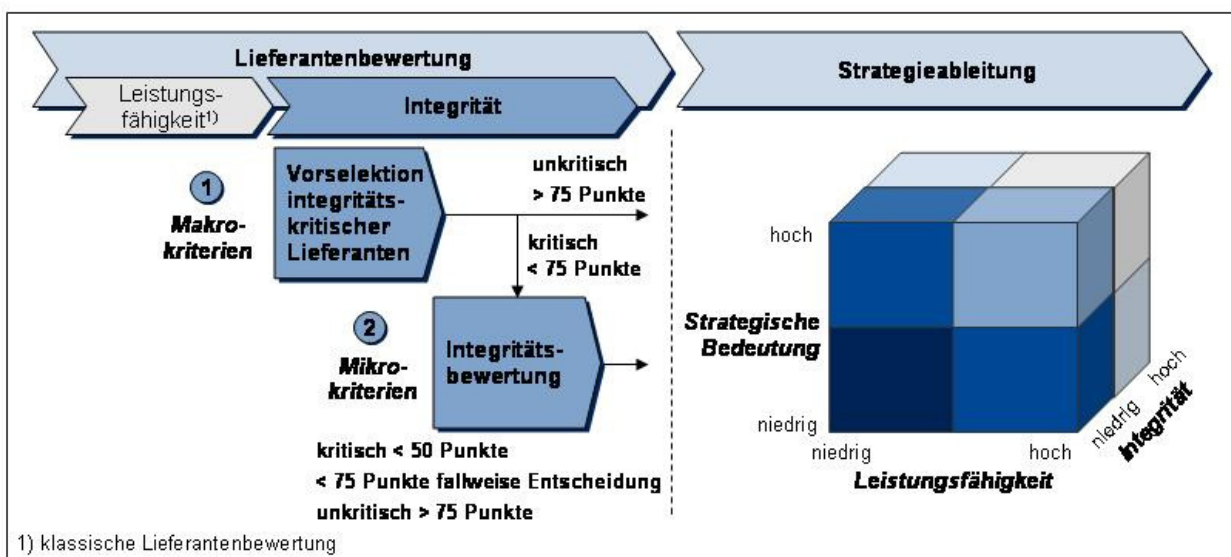 Lieferantenbewertung
Strategieableitung
Leistungs-
fähigkeit1)
Integrität
1
Makro-
kriterien
Vorselektion
integritäts-
kritischer
Lieferanten
unkritisch
> 75 Punkte
kritisch
< 75 Punkte
2
Mikro-
kriterien
Integritäts-
bewertung
kritisch < 50 Punkte
< 75 Punkte fallweise Entscheidung
unkritisch > 75 Punkte
hoch
Strategische
Bedeutung
niedrig
niedrig
hoch
Leistungsfähigkeit
niedrig
hoch
Integrität
1) klassische Lieferantenbewertung